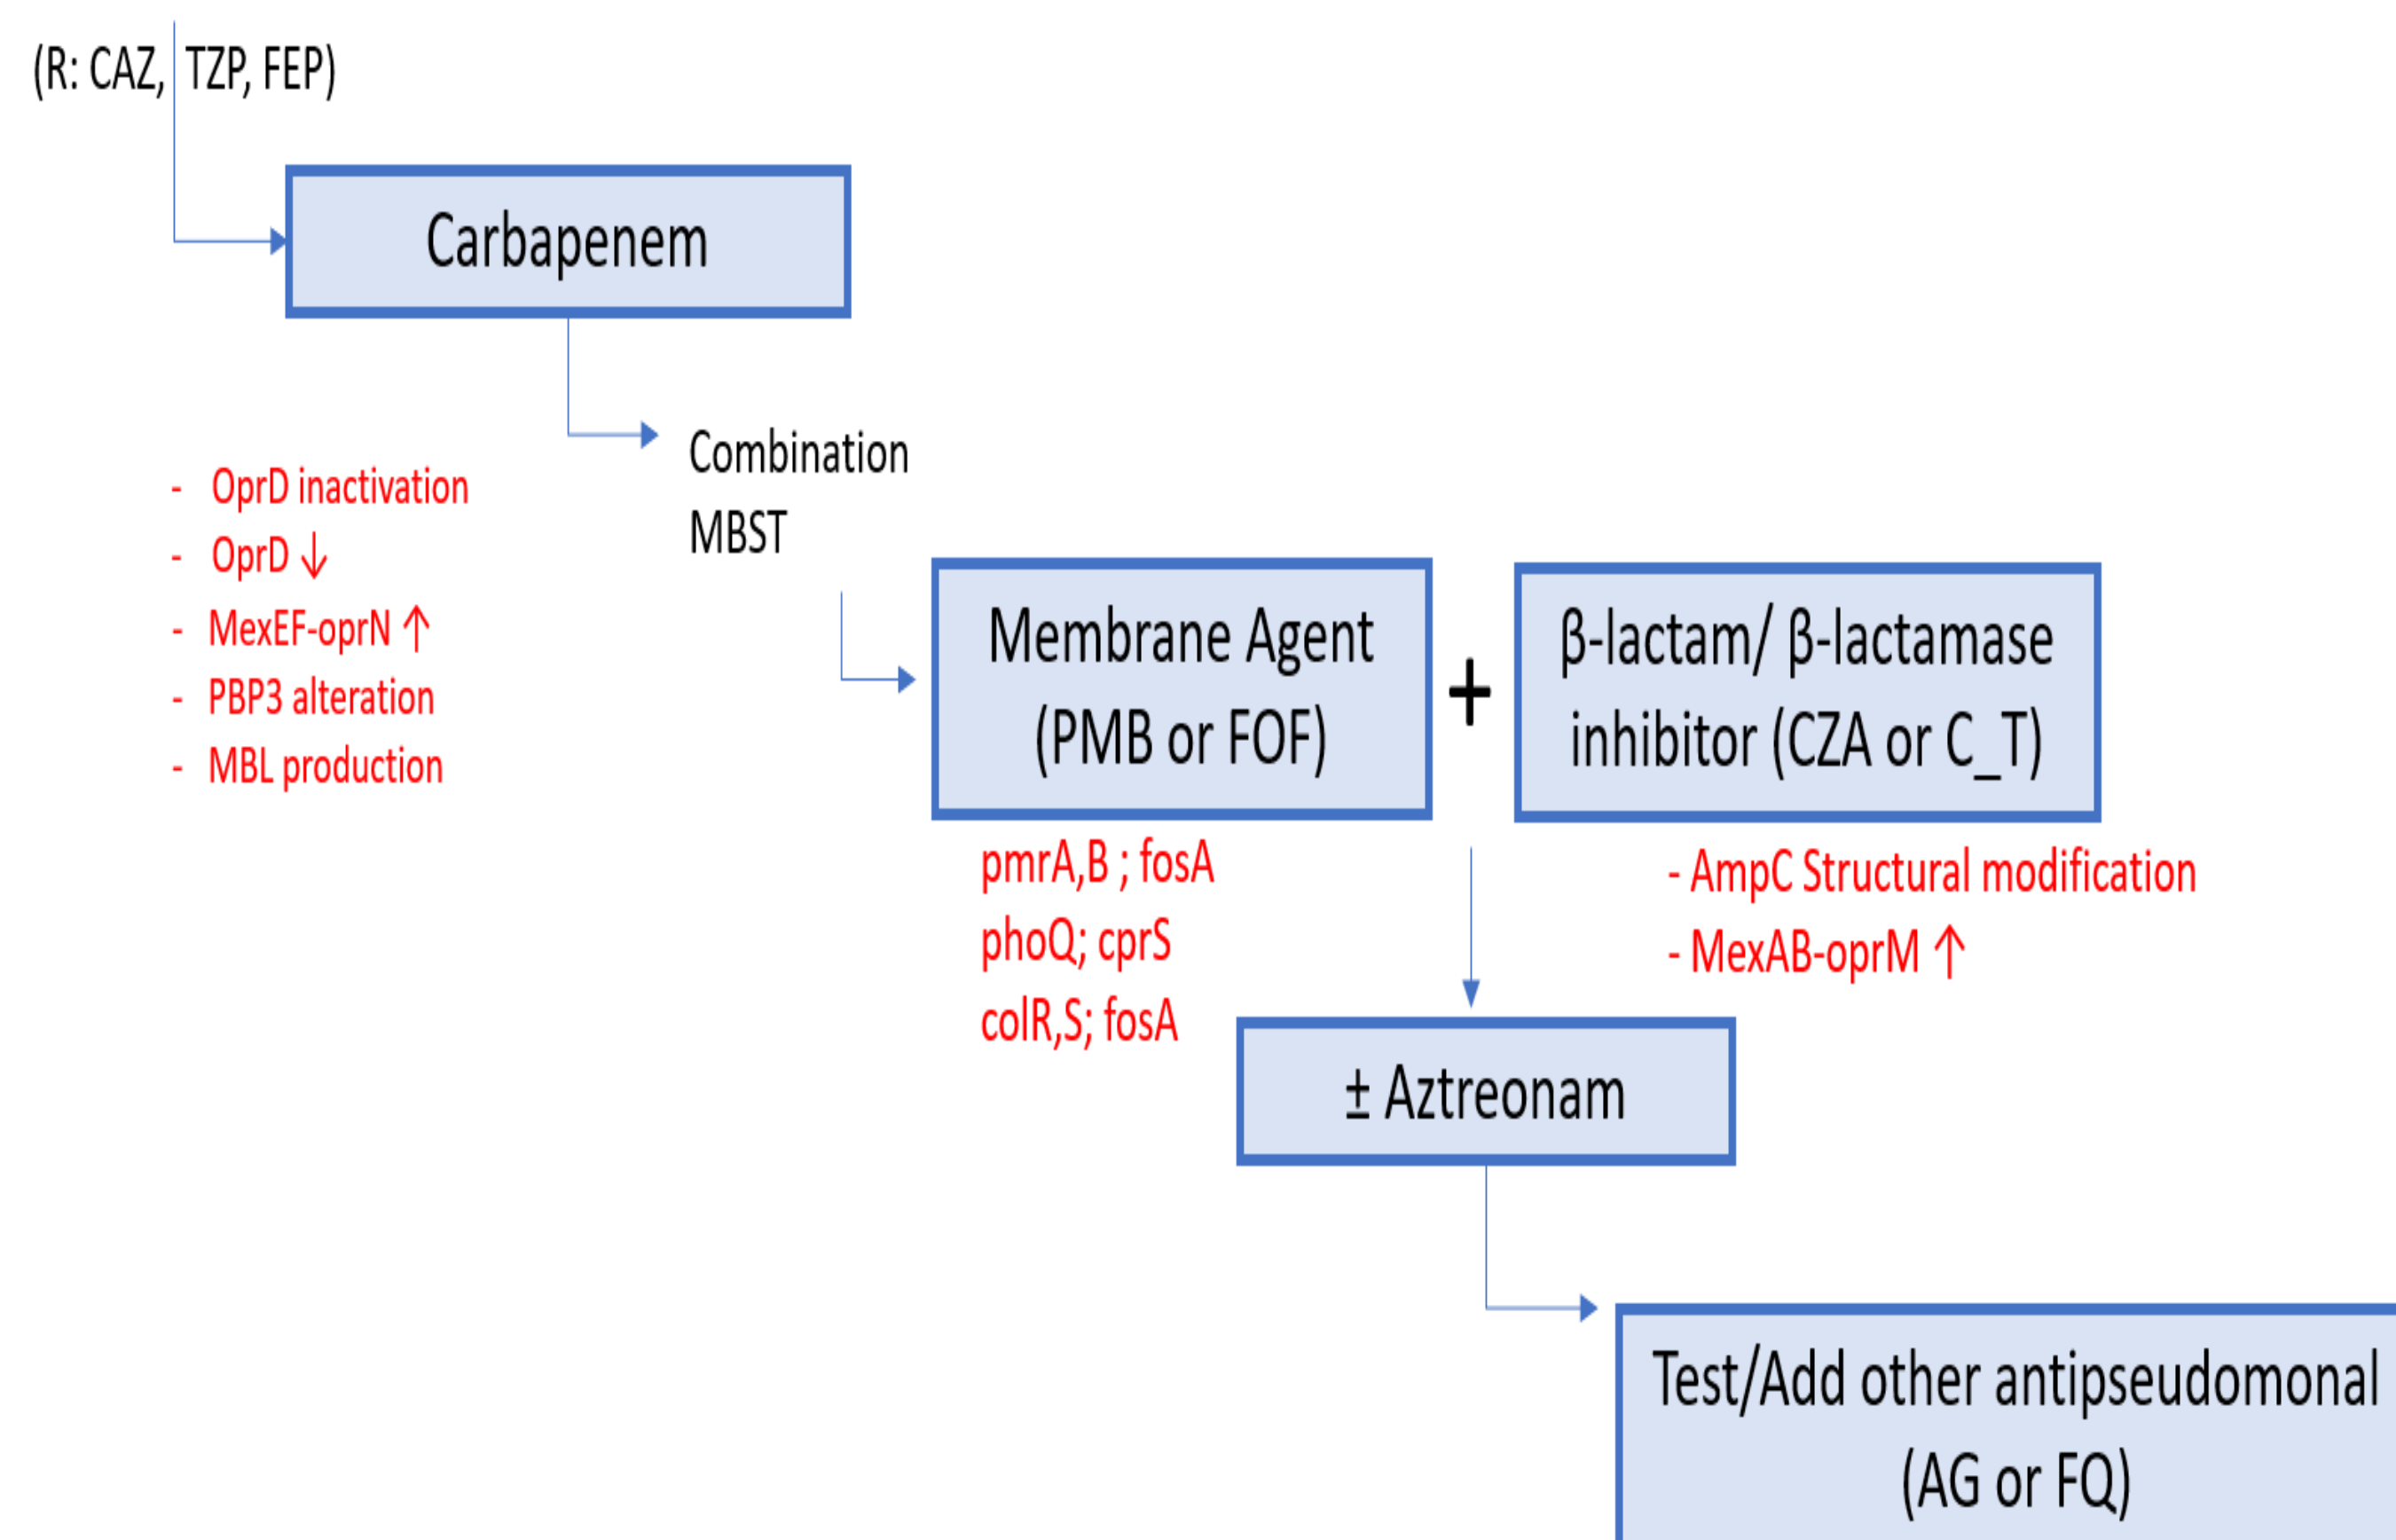 (R: CAZ, TZP, FEP)
Carbapenem
Combination
MBST
- OprD inactivation
- OprD ↓
- MexEF-oprN ↑
- PBP3 alteration
- MBL production
Membrane Agent
(PMB or FOF)
+
β-lactam/ β-lactamase
inhibitor (CZA or C_T)
pmrA,B ; fosA
phoQ; cprS
colR,S; fosA
- AmpC Structural modification
- MexAB-oprM ↑
± Aztreonam
Test/Add other antipseudomonal
(AG or FQ)